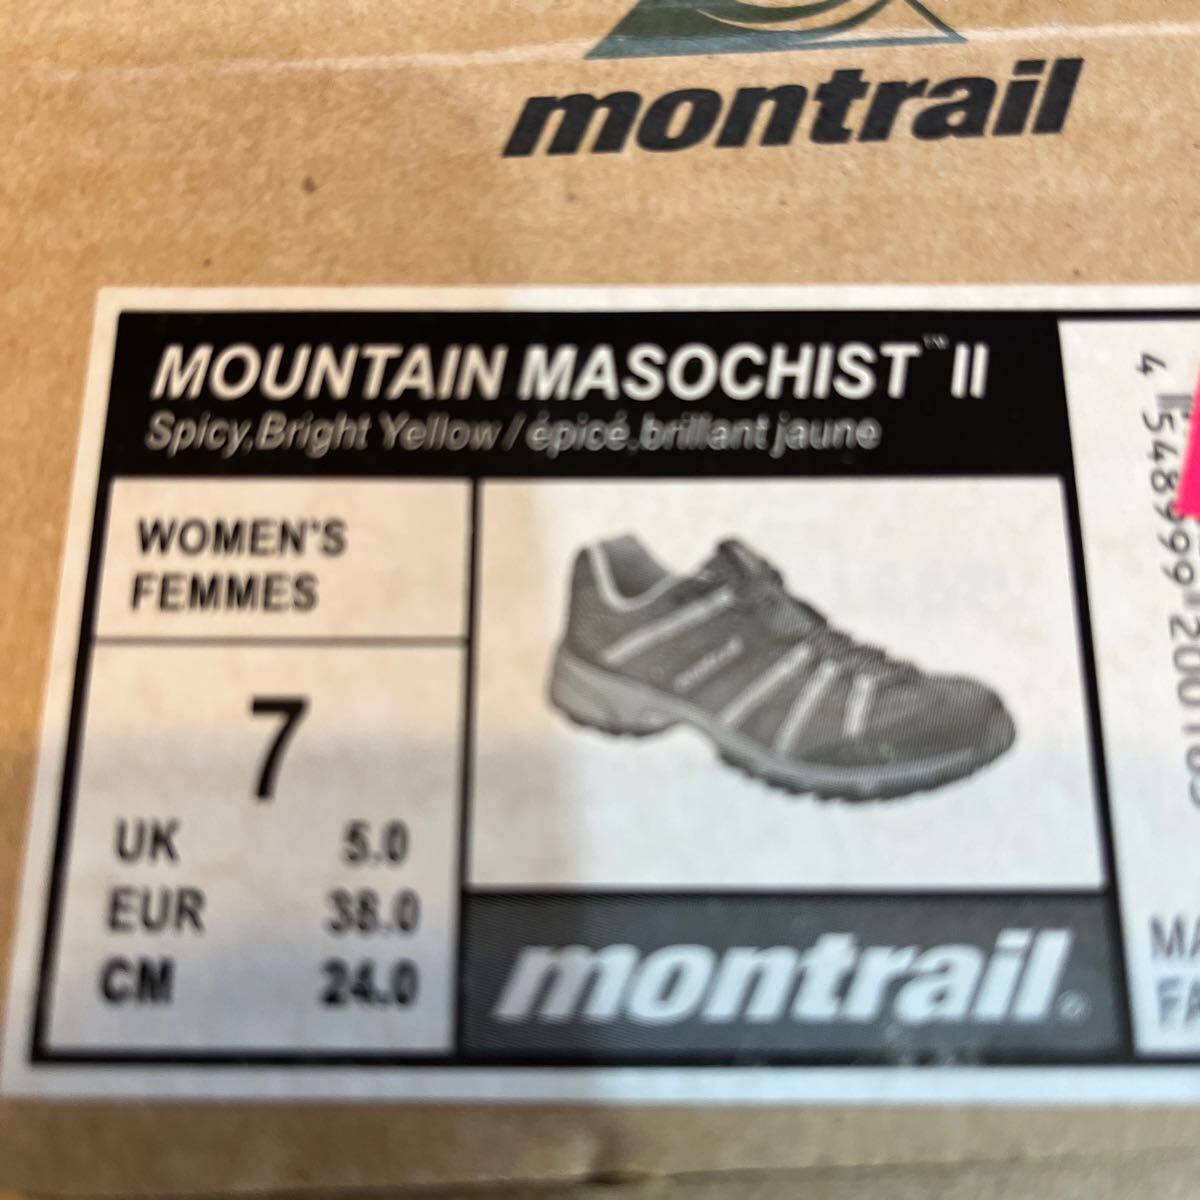 montrail
MOUNTAIN MASOCHIST™ II
Spicy,Bright Yellow / épicé,brillant jaune
WOMEN'S
FEMMES
7
UK 5.0
EUR 38.0
CM 24.0
montrail
montrail®